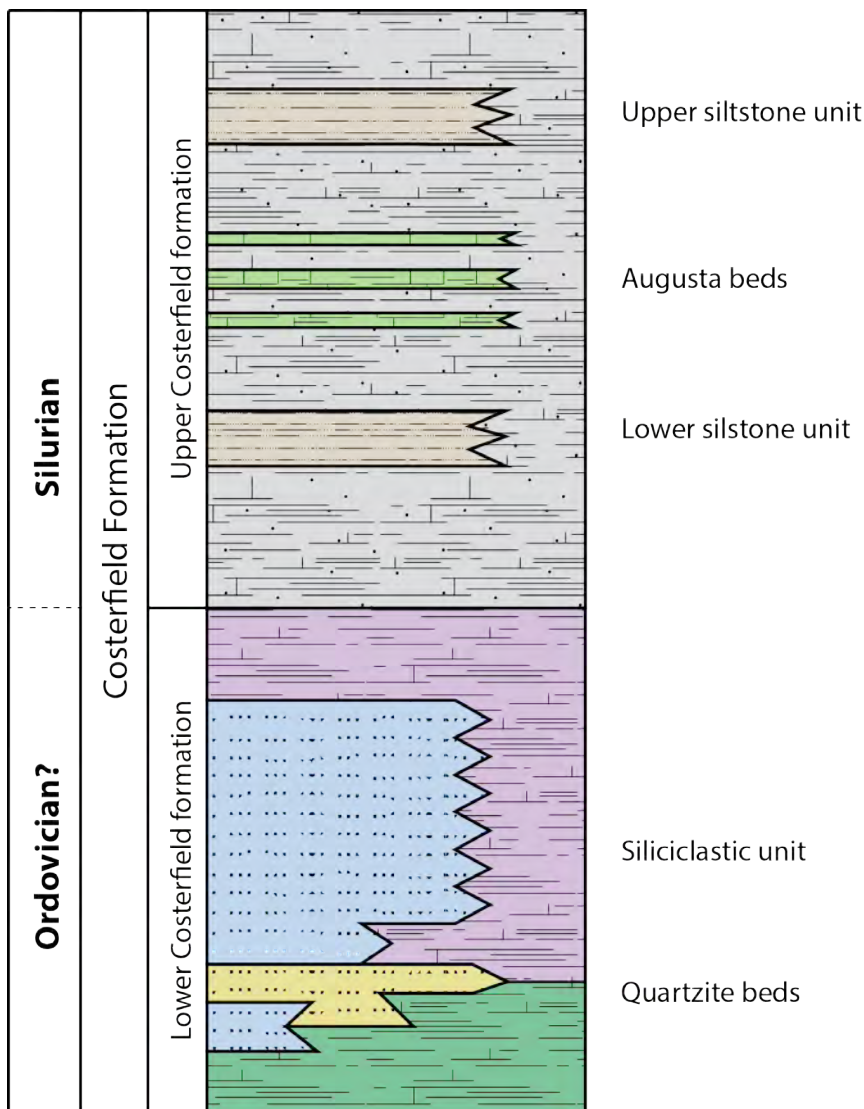 Silurian
Ordovician?
Costerfield Formation
Upper Costerfield formation
Lower Costerfield formation
Upper siltstone unit
Augusta beds
Lower silstone unit
Siliciclastic unit
Quartzite beds